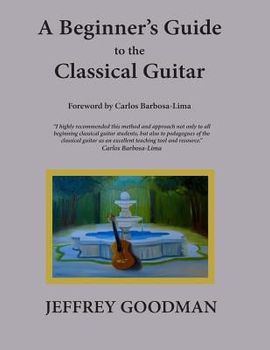 A Beginner's Guide
to the
Classical Guitar
Foreword by Carlos Barbosa-Lima
"I highly recommended this method and approach not only to all
beginning classical guitar students, but also to pedagogues of the
classical guitar as an excellent teaching tool and resource."
Carlos Barbosa-Lima
JEFFREY GOODMAN